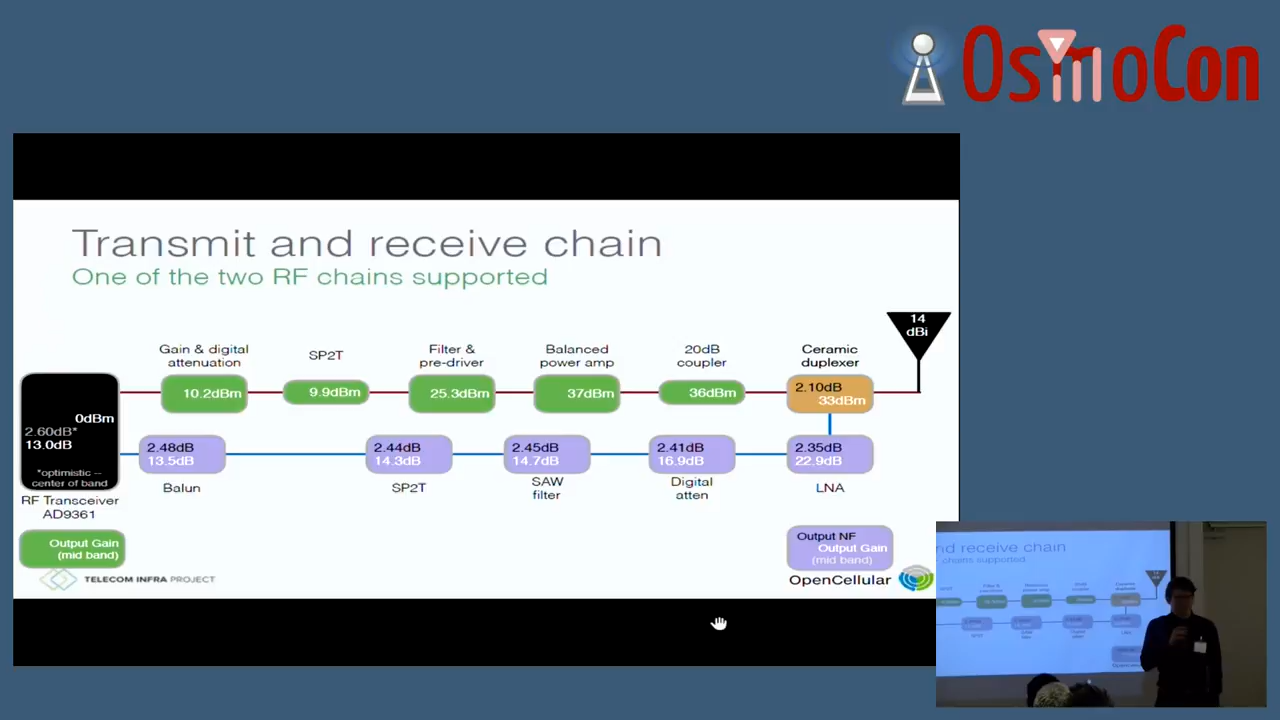 OsmoCon
Transmit and receive chain
One of the two RF chains supported
14
dBi
Gain & digital
attenuation
SP2T
Filter &
pre-driver
Balanced
power amp
20dB
coupler
Ceramic
duplexer
10.2dBm
9.9dBm
25.3dBm
37dBm
36dBm
2.10dB
33dBm
0dBm
2.60dB*
13.0dB
*optimistic --
center of band
RF Transceiver
AD9361
2.48dB
13.5dB
Balun
2.44dB
14.3dB
SP2T
2.45dB
14.7dB
SAW
filter
2.41dB
16.9dB
Digital
atten
2.35dB
22.9dB
LNA
Output Gain
(mid band)
Output NF
Output Gain
(mid band)
TELECOM INFRA PROJECT
OpenCellular
nd receive chain
chains supported